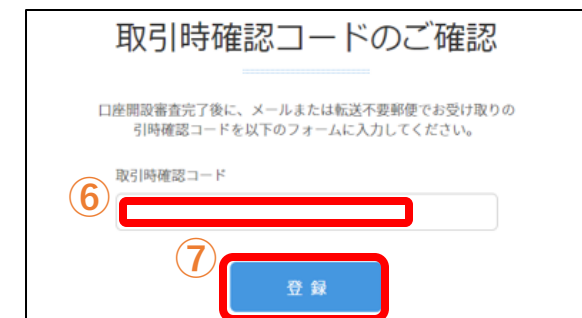 取引時確認コードのご確認
口座開設審査完了後に、メールまたは転送不要郵便でお受け取りの
引時確認コードを以下のフォームに入力してください。
取引時確認コード
⑥
⑦
登 録